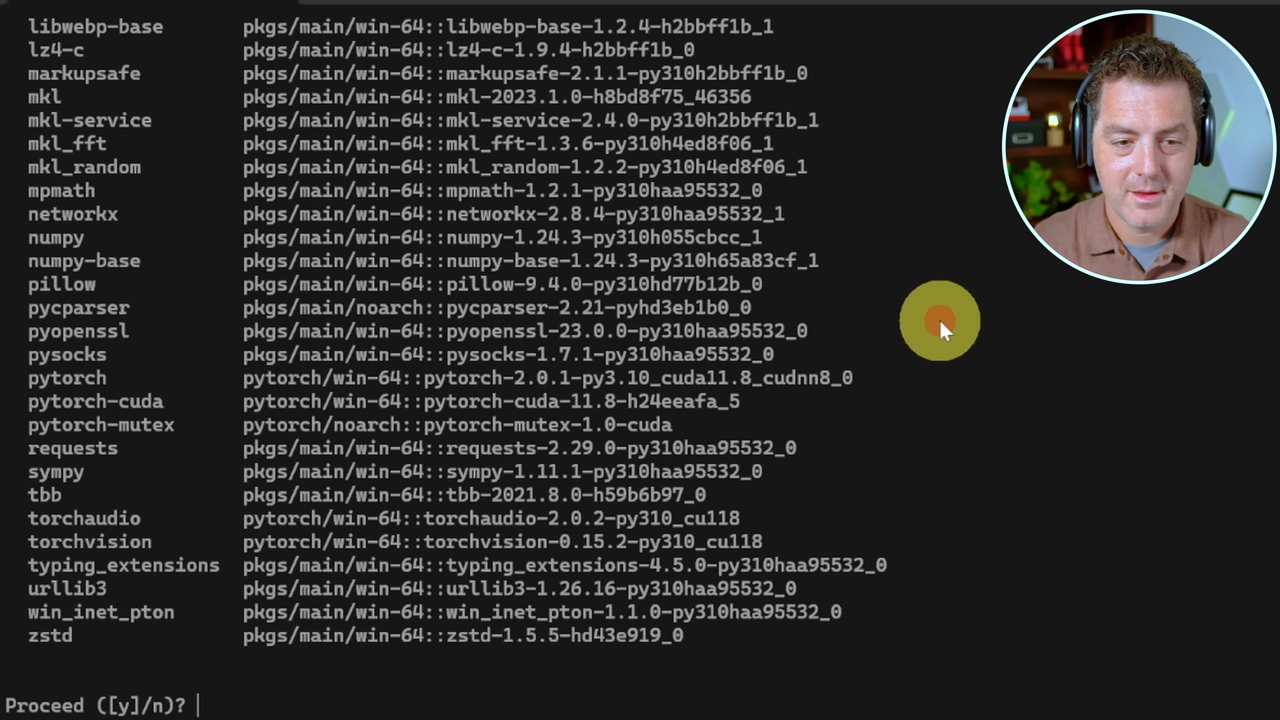 libwebp-base pkgs/main/win-64::libwebp-base-1.2.4-h2bbff1b_1
lz4-c pkgs/main/win-64::lz4-c-1.9.4-h2bbff1b_0
markupsafe pkgs/main/win-64::markupsafe-2.1.1-py310h2bbff1b_0
mkl pkgs/main/win-64::mkl-2023.1.0-h8bd8f75_46356
mkl-service pkgs/main/win-64::mkl-service-2.4.0-py310h2bbff1b_1
mkl_fft pkgs/main/win-64::mkl_fft-1.3.6-py310h4ed8f06_1
mkl_random pkgs/main/win-64::mkl_random-1.2.2-py310h4ed8f06_1
mpmath pkgs/main/win-64::mpmath-1.2.1-py310haa95532_0
networkx pkgs/main/win-64::networkx-2.8.4-py310haa95532_1
numpy pkgs/main/win-64::numpy-1.24.3-py310h055cbcc_1
numpy-base pkgs/main/win-64::numpy-base-1.24.3-py310h65a83cf_1
pillow pkgs/main/win-64::pillow-9.4.0-py310hd77b12b_0
pycparser pkgs/main/noarch::pycparser-2.21-pyhd3eb1b0_0
pyopenssl pkgs/main/win-64::pyopenssl-23.0.0-py310haa95532_0
pysocks pkgs/main/win-64::pysocks-1.7.1-py310haa95532_0
pytorch pytorch/win-64::pytorch-2.0.1-py3.10_cuda11.8_cudnn8_0
pytorch-cuda pytorch/win-64::pytorch-cuda-11.8-h24eeafa_5
pytorch-mutex pytorch/noarch::pytorch-mutex-1.0-cuda
requests pkgs/main/win-64::requests-2.29.0-py310haa95532_0
sympy pkgs/main/win-64::sympy-1.11.1-py310haa95532_0
tbb pkgs/main/win-64::tbb-2021.8.0-h59b6b97_0
torchaudio pytorch/win-64::torchaudio-2.0.2-py310_cu118
torchvision pytorch/win-64::torchvision-0.15.2-py310_cu118
typing_extensions pkgs/main/win-64::typing_extensions-4.5.0-py310haa95532_0
urllib3 pkgs/main/win-64::urllib3-1.26.16-py310haa95532_0
win_inet_pton pkgs/main/win-64::win_inet_pton-1.1.0-py310haa95532_0
zstd pkgs/main/win-64::zstd-1.5.5-hd43e919_0
Proceed ([y]/n)?